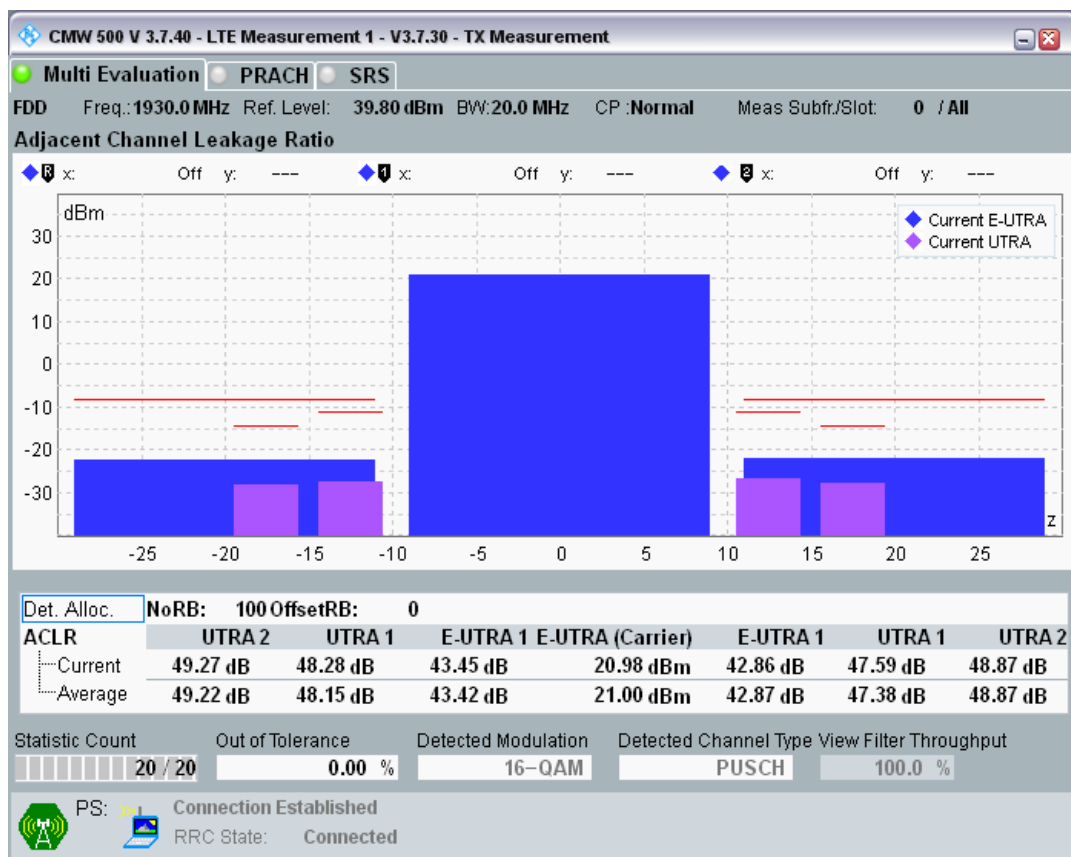 CMW 500 V 3.7.40 - LTE Measurement 1 - V3.7.30 - TX Measurement
Multi Evaluation PRACH SRS
FDD Freq.: 1930.0 MHz Ref. Level: 39.80 dBm BW: 20.0 MHz CP : Normal Meas Subfr./Slot: 0 / All
Adjacent Channel Leakage Ratio
R x: Off y: --- 1 x: Off y: --- 2 x: Off y: ---
dBm
Current E-UTRA
Current UTRA
30
20
10
0
-10
-20
-30
z
-25 -20 -15 -10 -5 0 5 10 15 20 25
Det. Alloc. NoRB: 100 OffsetRB: 0
ACLR UTRA 2 UTRA 1 E-UTRA 1 E-UTRA (Carrier) E-UTRA 1 UTRA 1 UTRA 2
Current 49.27 dB 48.28 dB 43.45 dB 20.98 dBm 42.86 dB 47.59 dB 48.87 dB
Average 49.22 dB 48.15 dB 43.42 dB 21.00 dBm 42.87 dB 47.38 dB 48.87 dB
Statistic Count Out of Tolerance Detected Modulation Detected Channel Type View Filter Throughput
20 / 20 0.00 % 16-QAM PUSCH 100.0 %
PS: Connection Established
RRC State: Connected